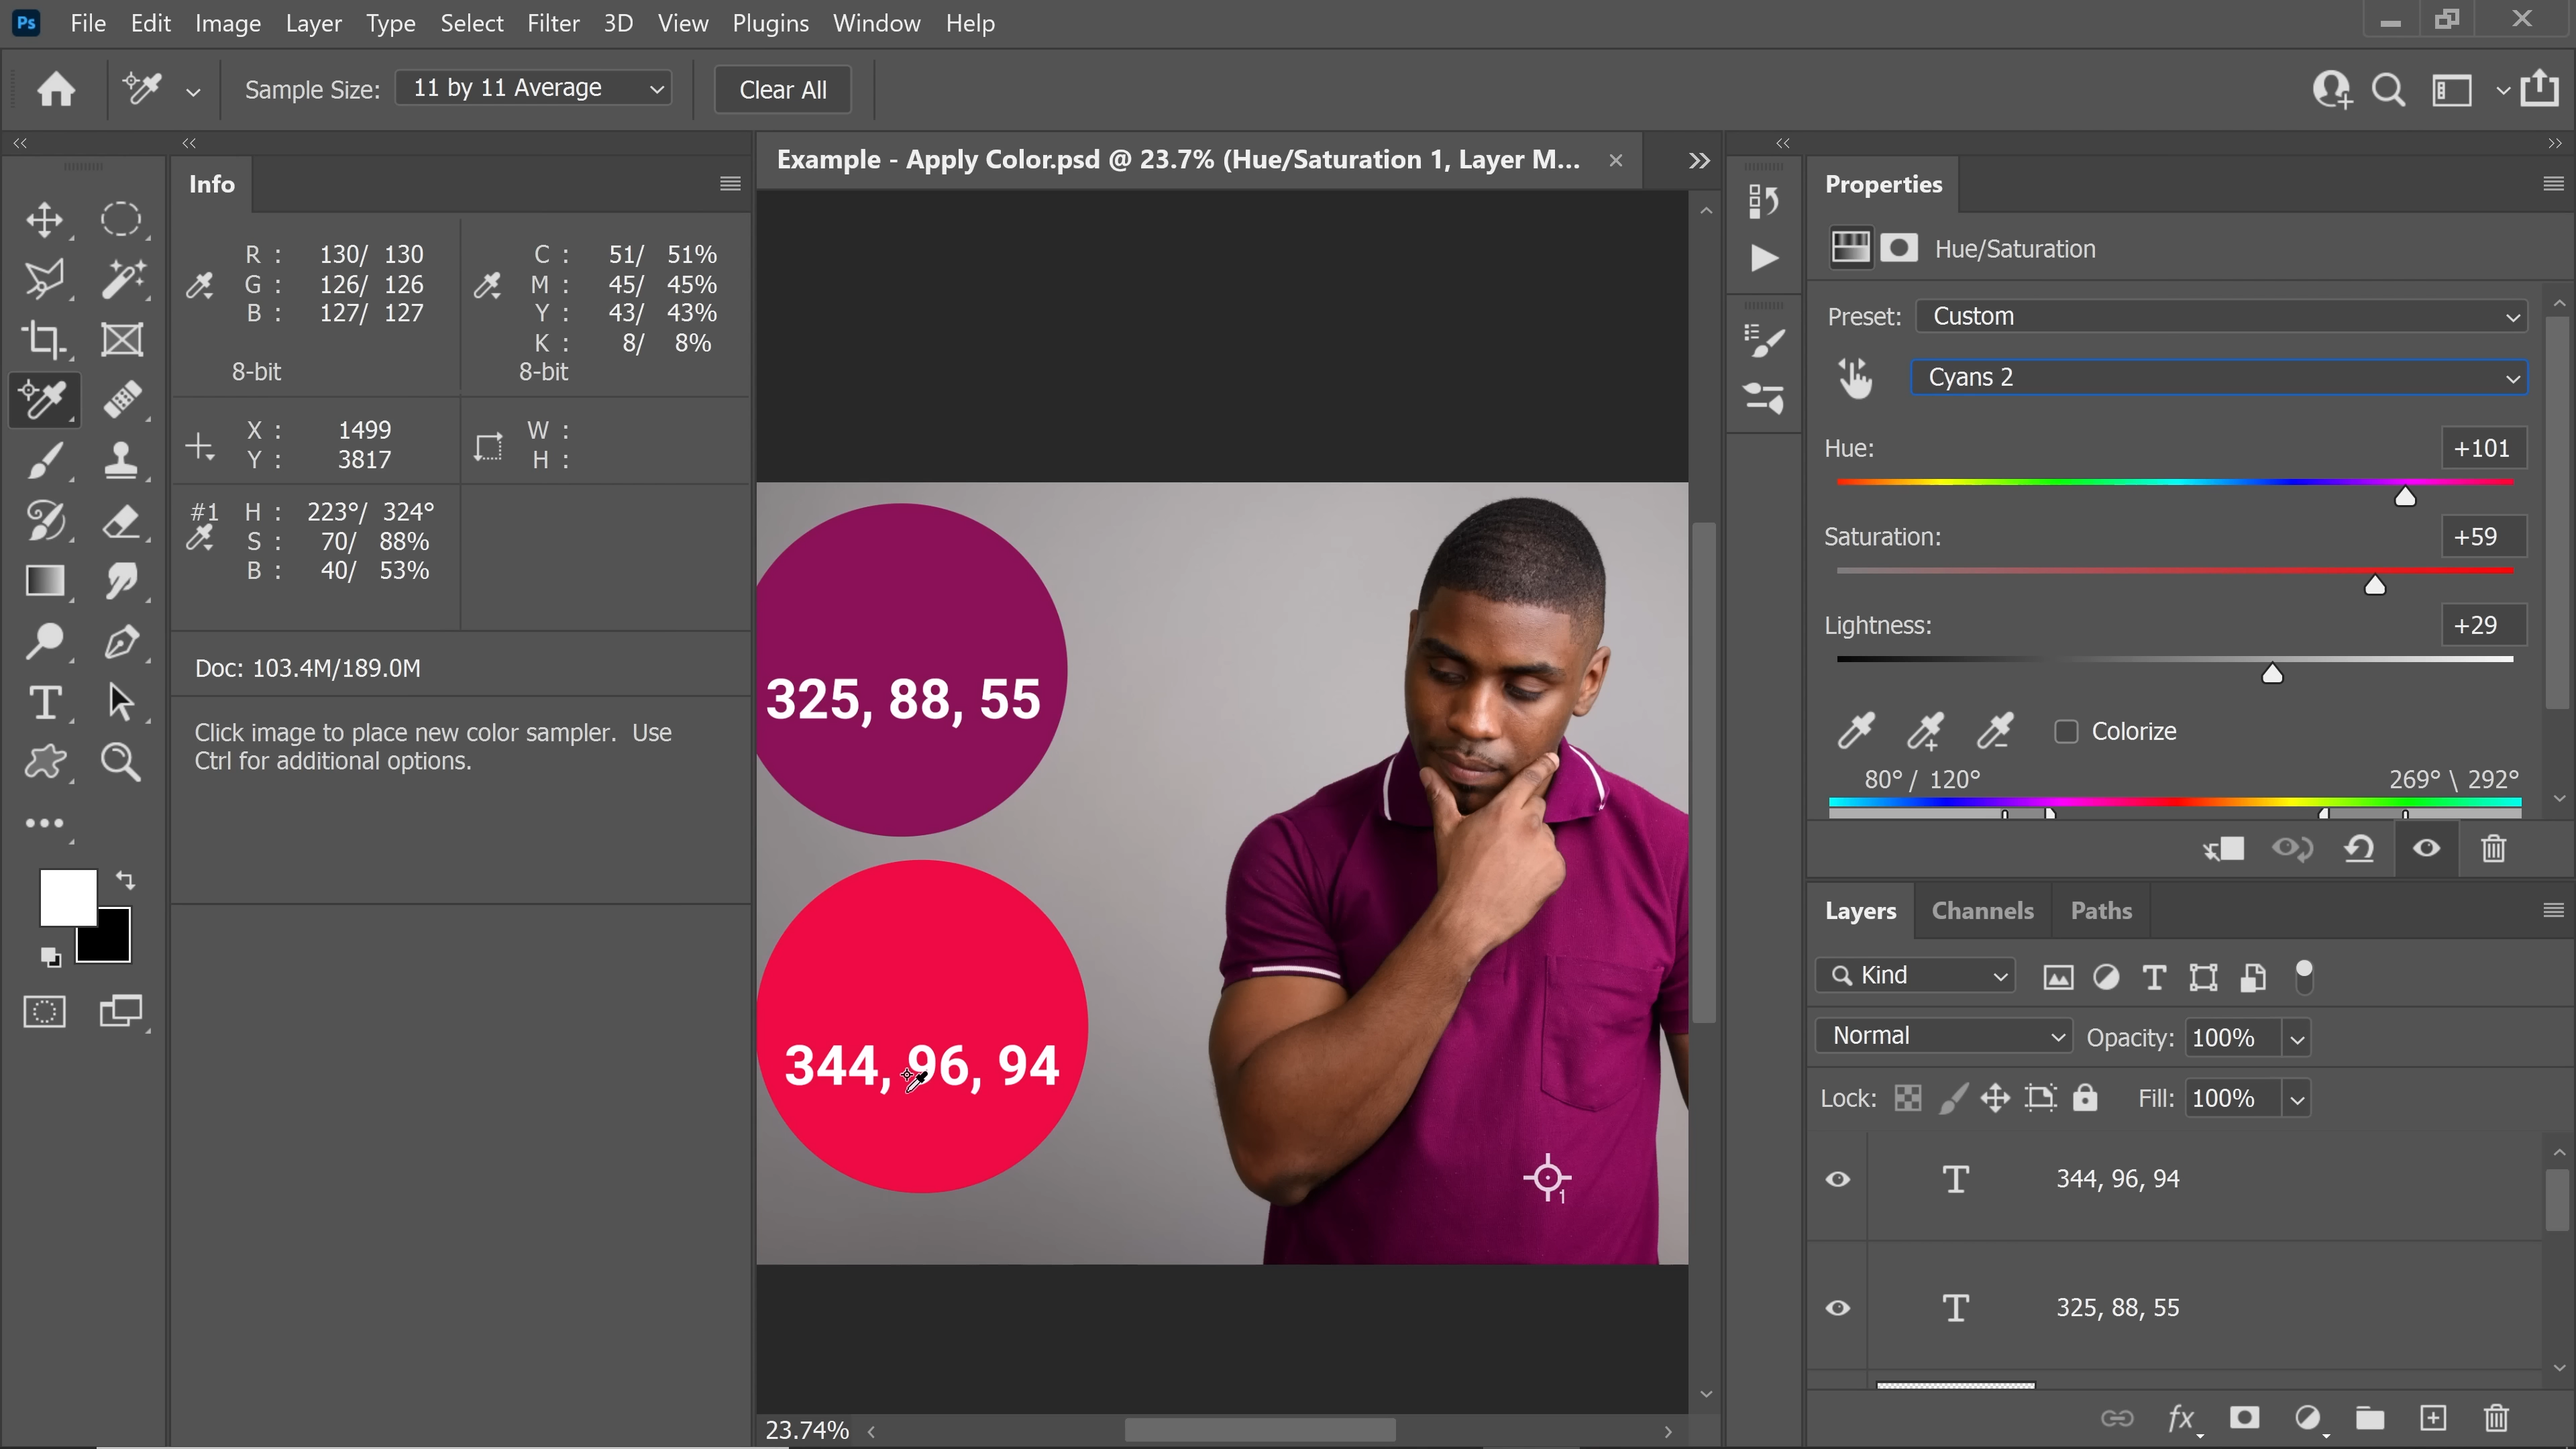 Ps File Edit Image Layer Type Select Filter 3D View Plugins Window Help
Sample Size: 11 by 11 Average Clear All
Info
R : 130/ 130
G : 126/ 126
B : 127/ 127
8-bit
C : 51/ 51%
M : 45/ 45%
Y : 43/ 43%
K : 8/ 8%
8-bit
X : 1499
Y : 3817
W :
H :
#1 H : 223°/ 324°
S : 70/ 88%
B : 40/ 53%
Doc: 103.4M/189.0M
Click image to place new color sampler. Use
Ctrl for additional options.
Example - Apply Color.psd @ 23.7% (Hue/Saturation 1, Layer M...
325, 88, 55
344, 96, 94
1
23.74%
Properties
Hue/Saturation
Preset: Custom
Cyans 2
Hue: +101
Saturation: +59
Lightness: +29
Colorize
80° / 120° 269° \ 292°
Layers Channels Paths
Kind
Normal Opacity: 100%
Lock: Fill: 100%
344, 96, 94
325, 88, 55
fx